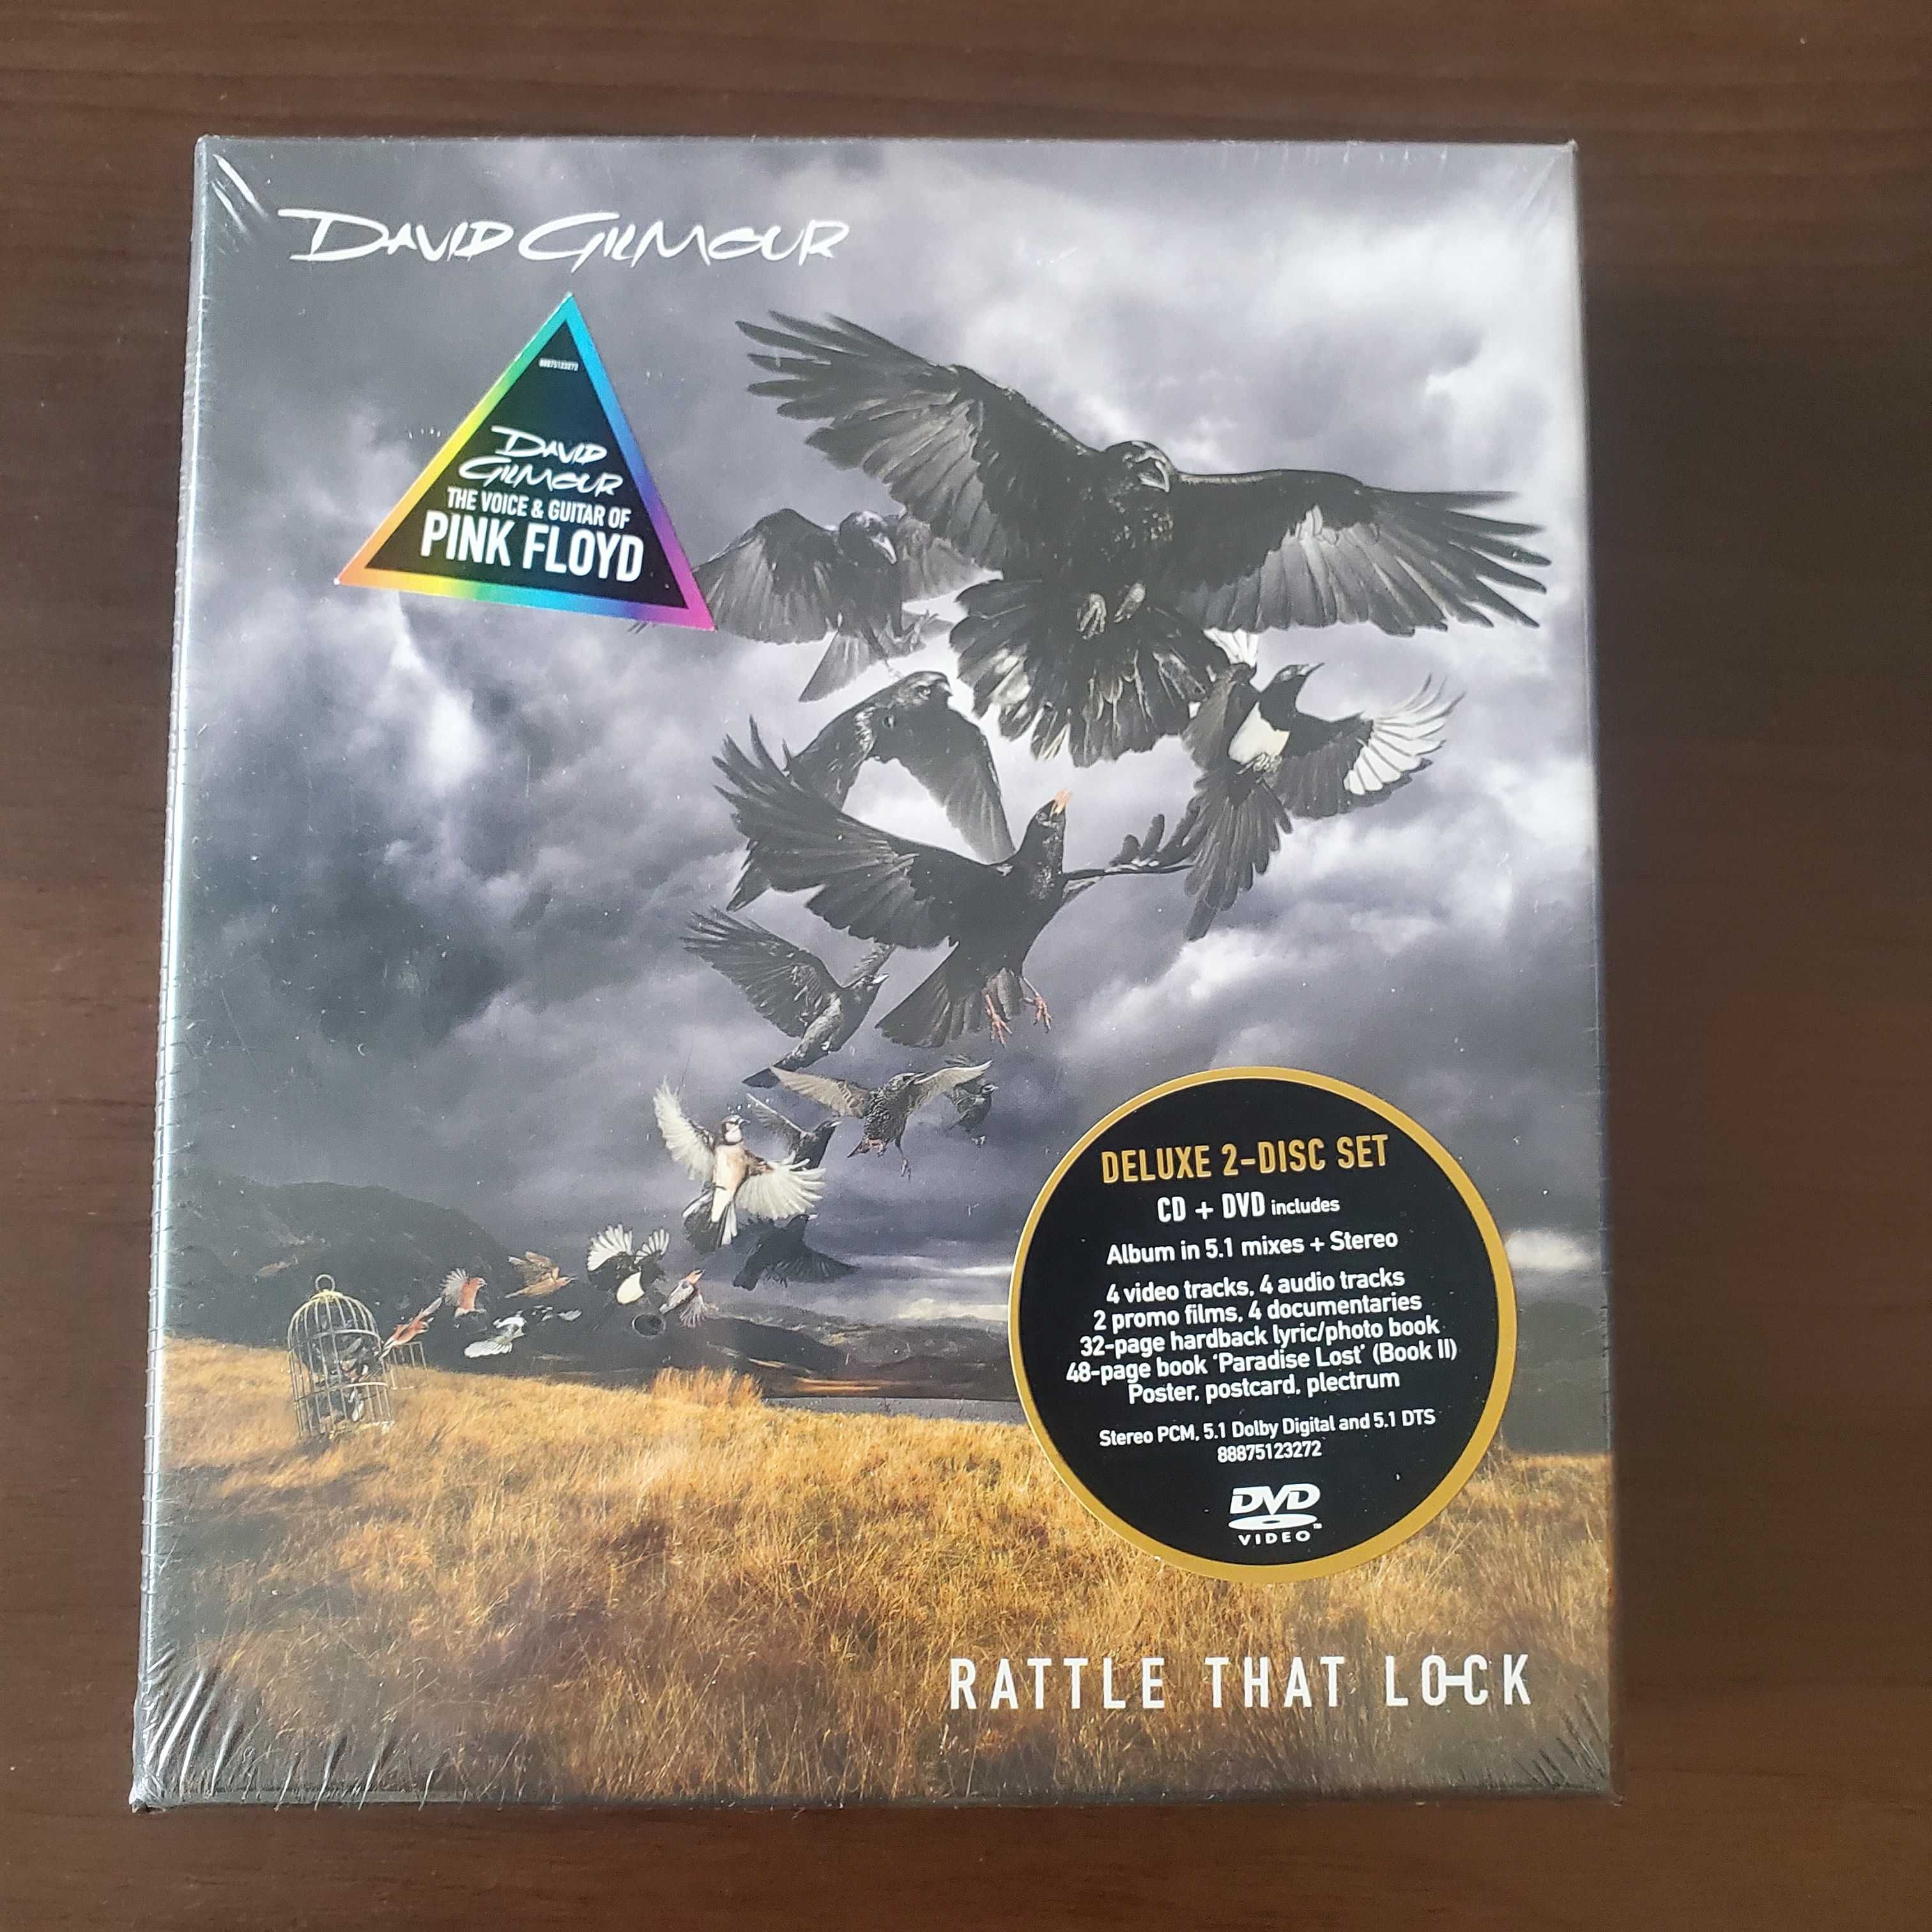 DAVID GILMOUR
88875123272
DAVID
GILMOUR
THE VOICE & GUITAR OF
PINK FLOYD
DELUXE 2-DISC SET
CD + DVD includes
Album in 5.1 mixes + Stereo
4 video tracks, 4 audio tracks
2 promo films, 4 documentaries
32-page hardback lyric/photo book
48-page book 'Paradise Lost' (Book II)
Poster, postcard, plectrum
Stereo PCM, 5.1 Dolby Digital and 5.1 DTS
88875123272
DVD
VIDEO™
RATTLE THAT LOCK